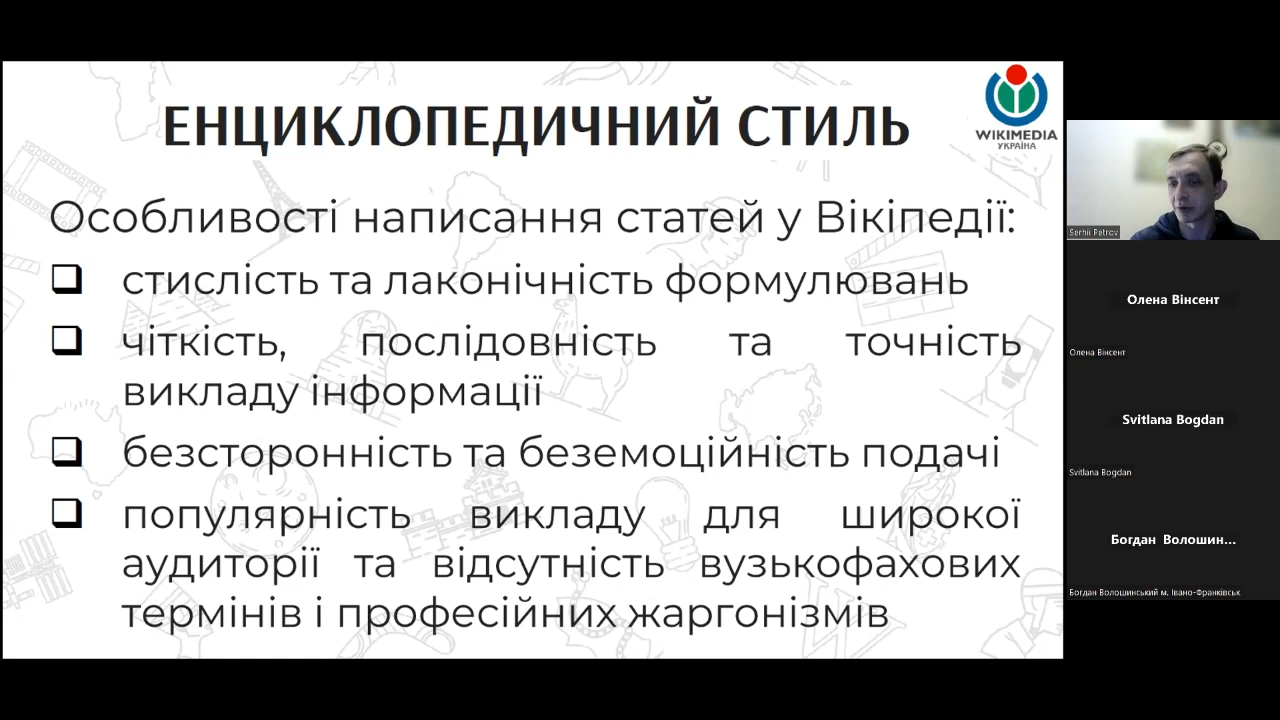 ЕНЦИКЛОПЕДИЧНИЙ СТИЛЬ
WIKIMEDIA
УКРАЇНА
Особливості написання статей у Вікіпедії:
стислість та лаконічність формулювань
чіткість, послідовність та точність
викладу інформації
безсторонність та беземоційність подачі
популярність викладу для широкої
аудиторії та відсутність вузькофахових
термінів і професійних жаргонізмів
Serhii Petrov
Олена Вінсент
Олена Вінсент
Svitlana Bogdan
Svitlana Bogdan
Богдан Волошин...
Богдан Волошинський м. Івано-Франківськ